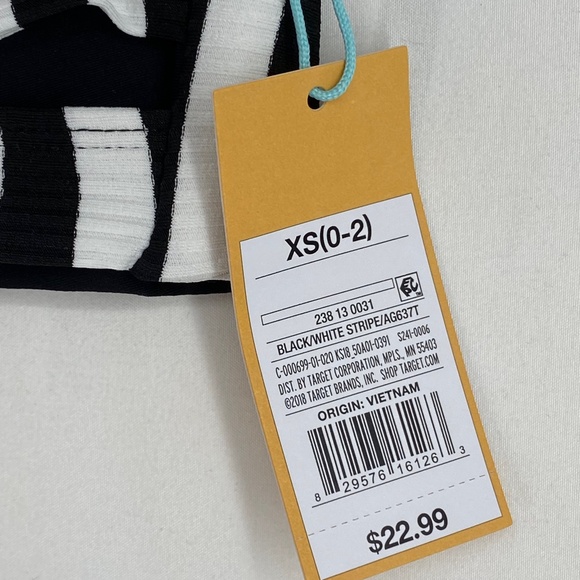 XS(0-2)
238 13 0031
BLACK/WHITE STRIPE/AG637T
C-000699-01-020 KS18_50A01-0391 S241-0006
DIST. BY TARGET CORPORATION, MPLS., MN 55403
©2018 TARGET BRANDS, INC. SHOP TARGET.COM
ORIGIN: VIETNAM
8 29576 16126 3
$22.99